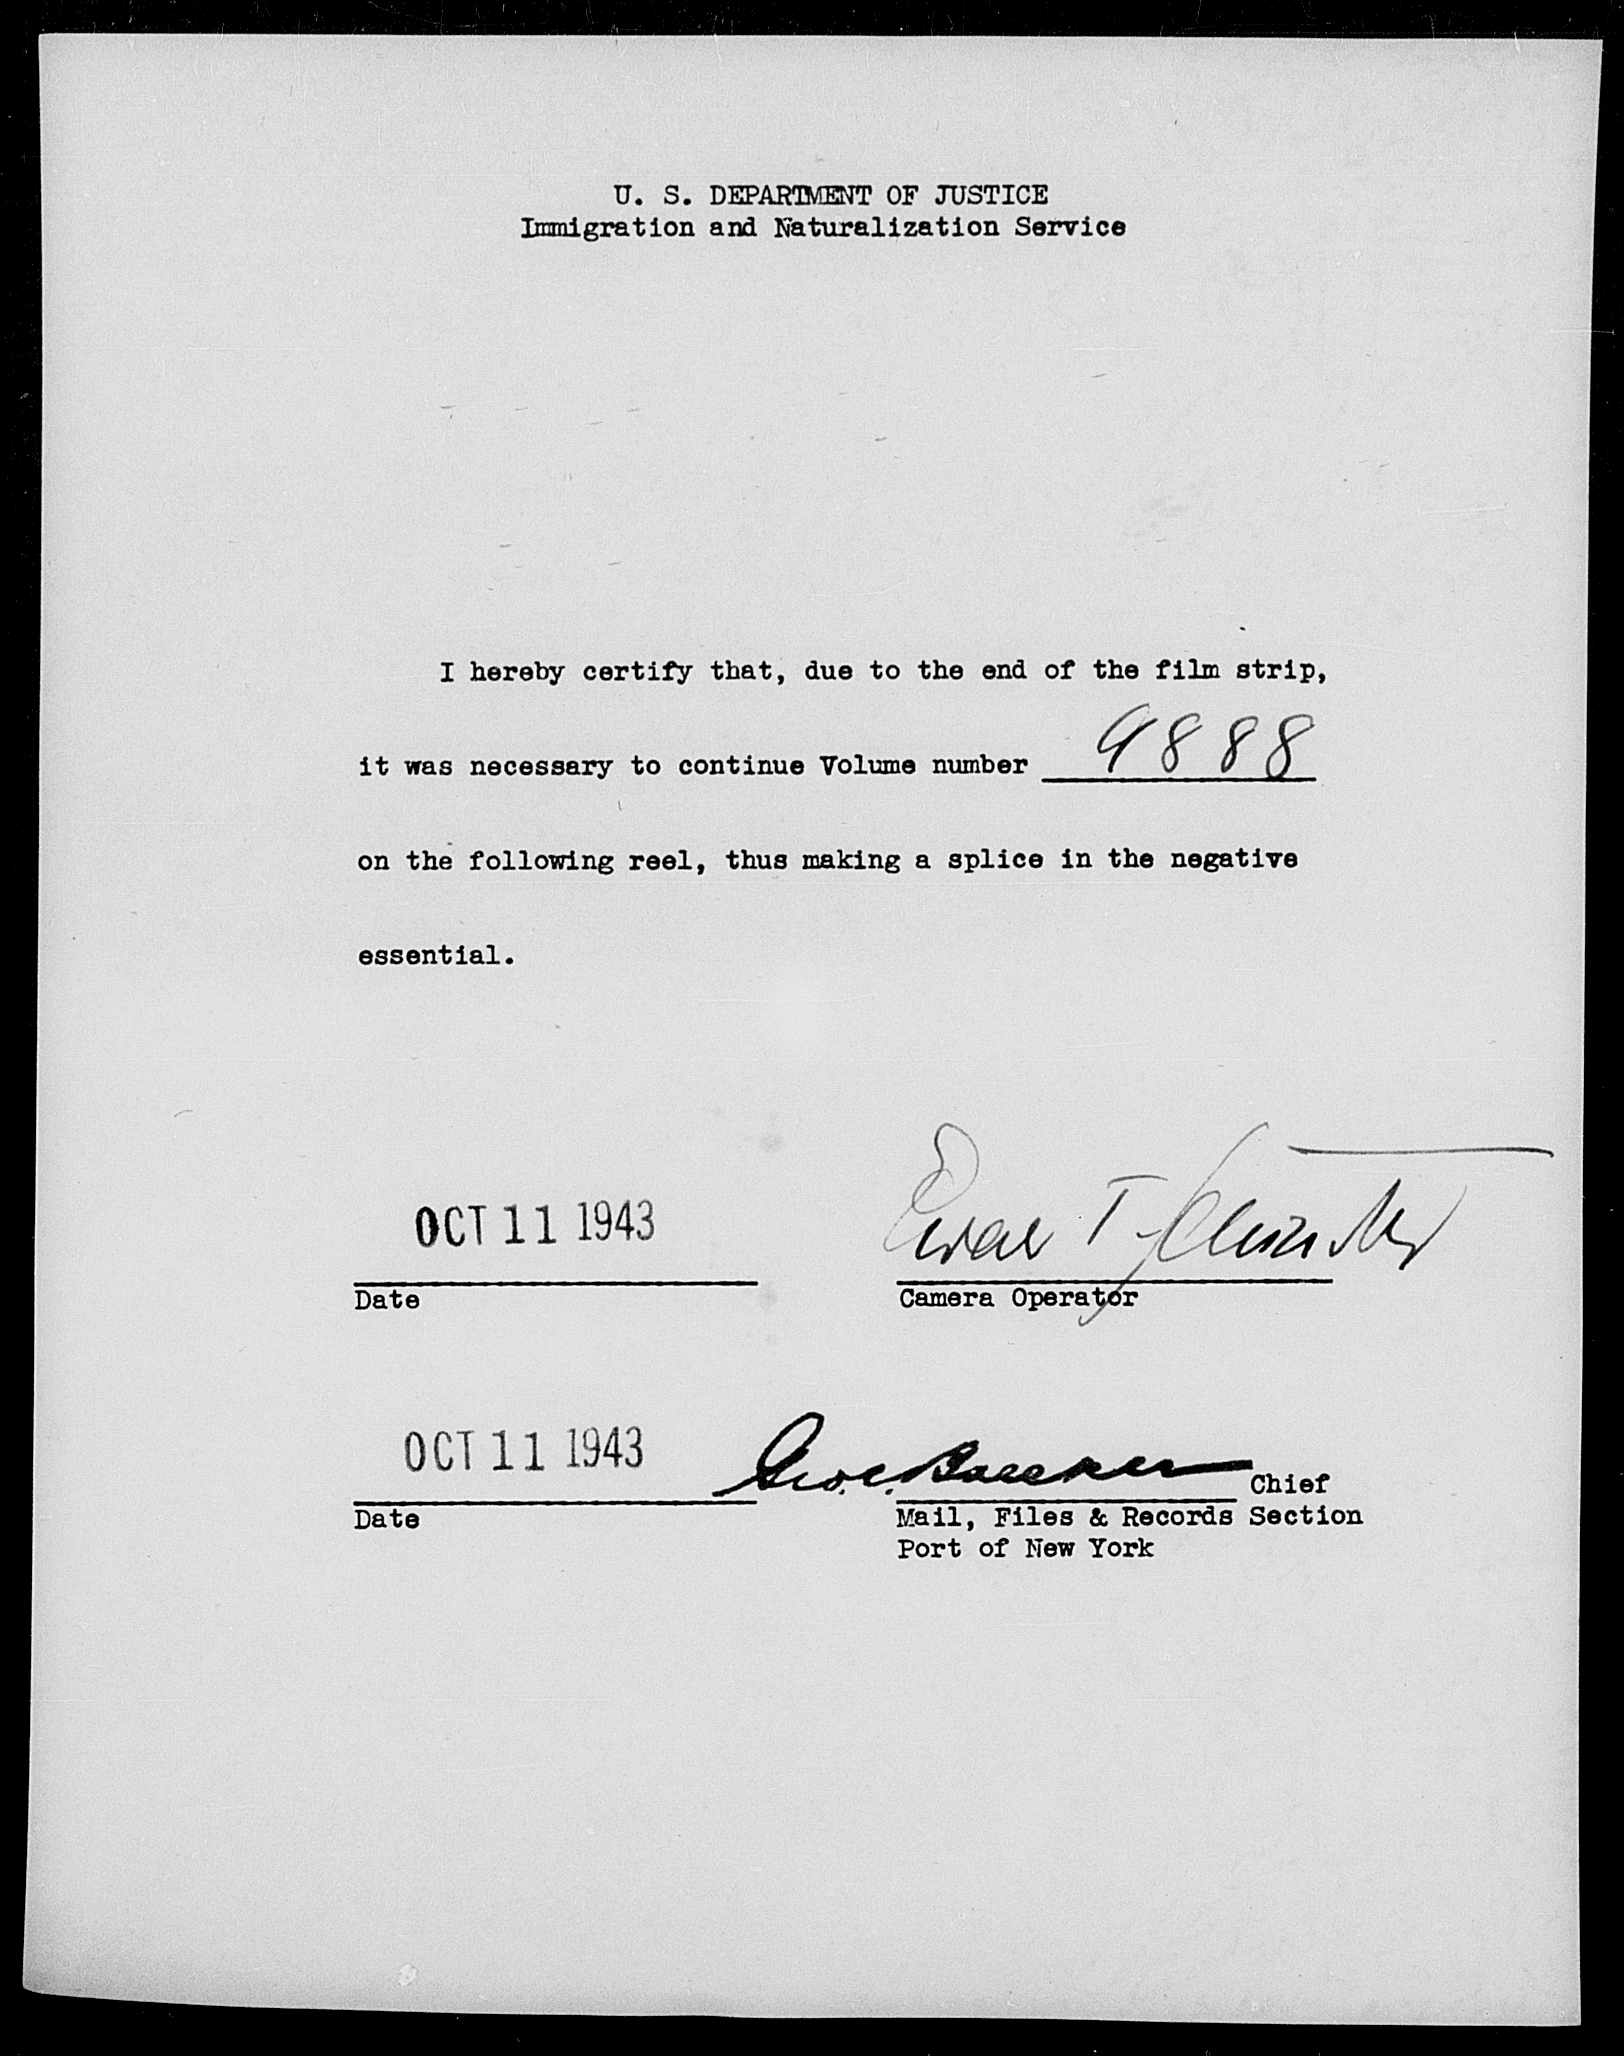 U. S. DEPARTMENT OF JUSTICE
Immigration and Naturalization Service
I hereby certify that, due to the end of the film strip,
it was necessary to continue Volume number 9888
on the following reel, thus making a splice in the negative
essential.
OCT 11 1943
Date
T
Camera Operator
OCT 11 1943
Date
Geo. C.
Chief
Mail, Files & Records Section
Port of New York